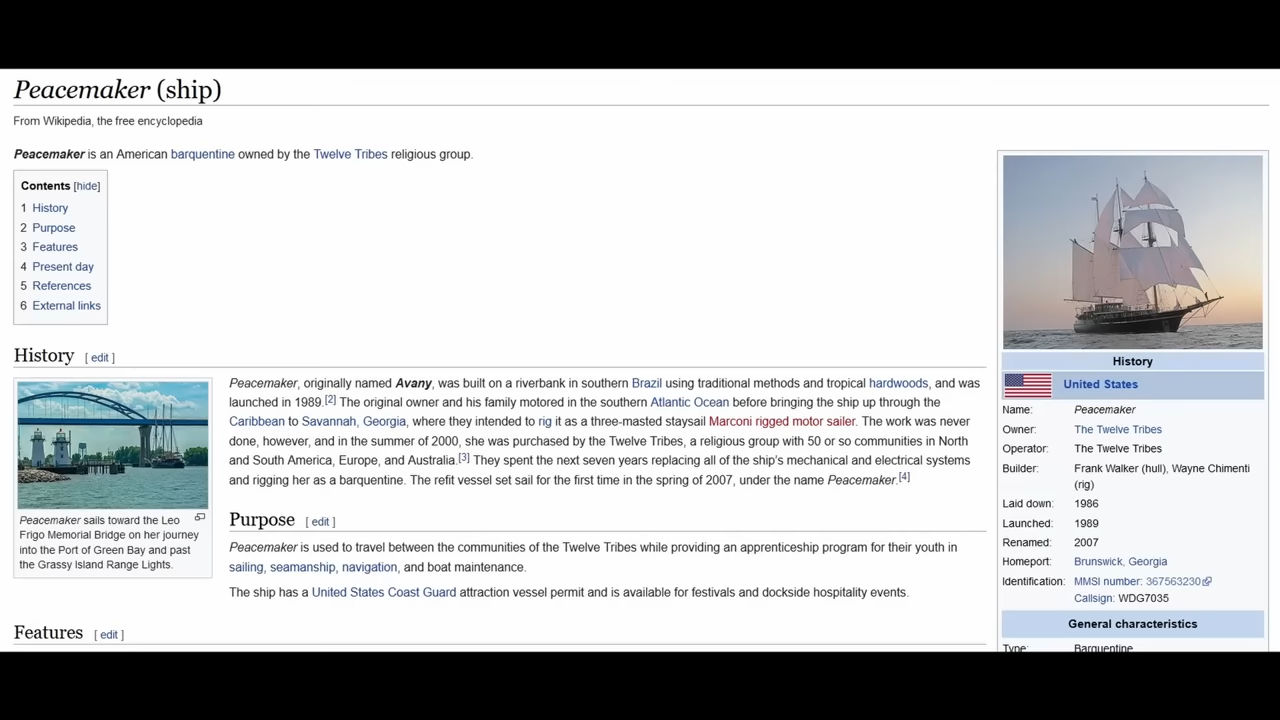 Peacemaker (ship)
From Wikipedia, the free encyclopedia
Peacemaker is an American barquentine owned by the Twelve Tribes religious group.
Contents [hide]
1 History
2 Purpose
3 Features
4 Present day
5 References
6 External links
History [ edit ]
Peacemaker sails toward the Leo
Frigo Memorial Bridge on her journey
into the Port of Green Bay and past
the Grassy Island Range Lights.
Peacemaker, originally named Avany, was built on a riverbank in southern Brazil using traditional methods and tropical hardwoods, and was
launched in 1989.[2] The original owner and his family motored in the southern Atlantic Ocean before bringing the ship up through the
Caribbean to Savannah, Georgia, where they intended to rig it as a three-masted staysail Marconi rigged motor sailer. The work was never
done, however, and in the summer of 2000, she was purchased by the Twelve Tribes, a religious group with 50 or so communities in North
and South America, Europe, and Australia.[3] They spent the next seven years replacing all of the ship's mechanical and electrical systems
and rigging her as a barquentine. The refit vessel set sail for the first time in the spring of 2007, under the name Peacemaker.[4]
Purpose [ edit ]
Peacemaker is used to travel between the communities of the Twelve Tribes while providing an apprenticeship program for their youth in
sailing, seamanship, navigation, and boat maintenance.
The ship has a United States Coast Guard attraction vessel permit and is available for festivals and dockside hospitality events.
Features [ edit ]
History
United States
Name: Peacemaker
Owner: The Twelve Tribes
Operator: The Twelve Tribes
Builder: Frank Walker (hull), Wayne Chimenti
(rig)
Laid down: 1986
Launched: 1989
Renamed: 2007
Homeport: Brunswick, Georgia
Identification: MMSI number: 367563230
Callsign: WDG7035
General characteristics
Type: Barquentine